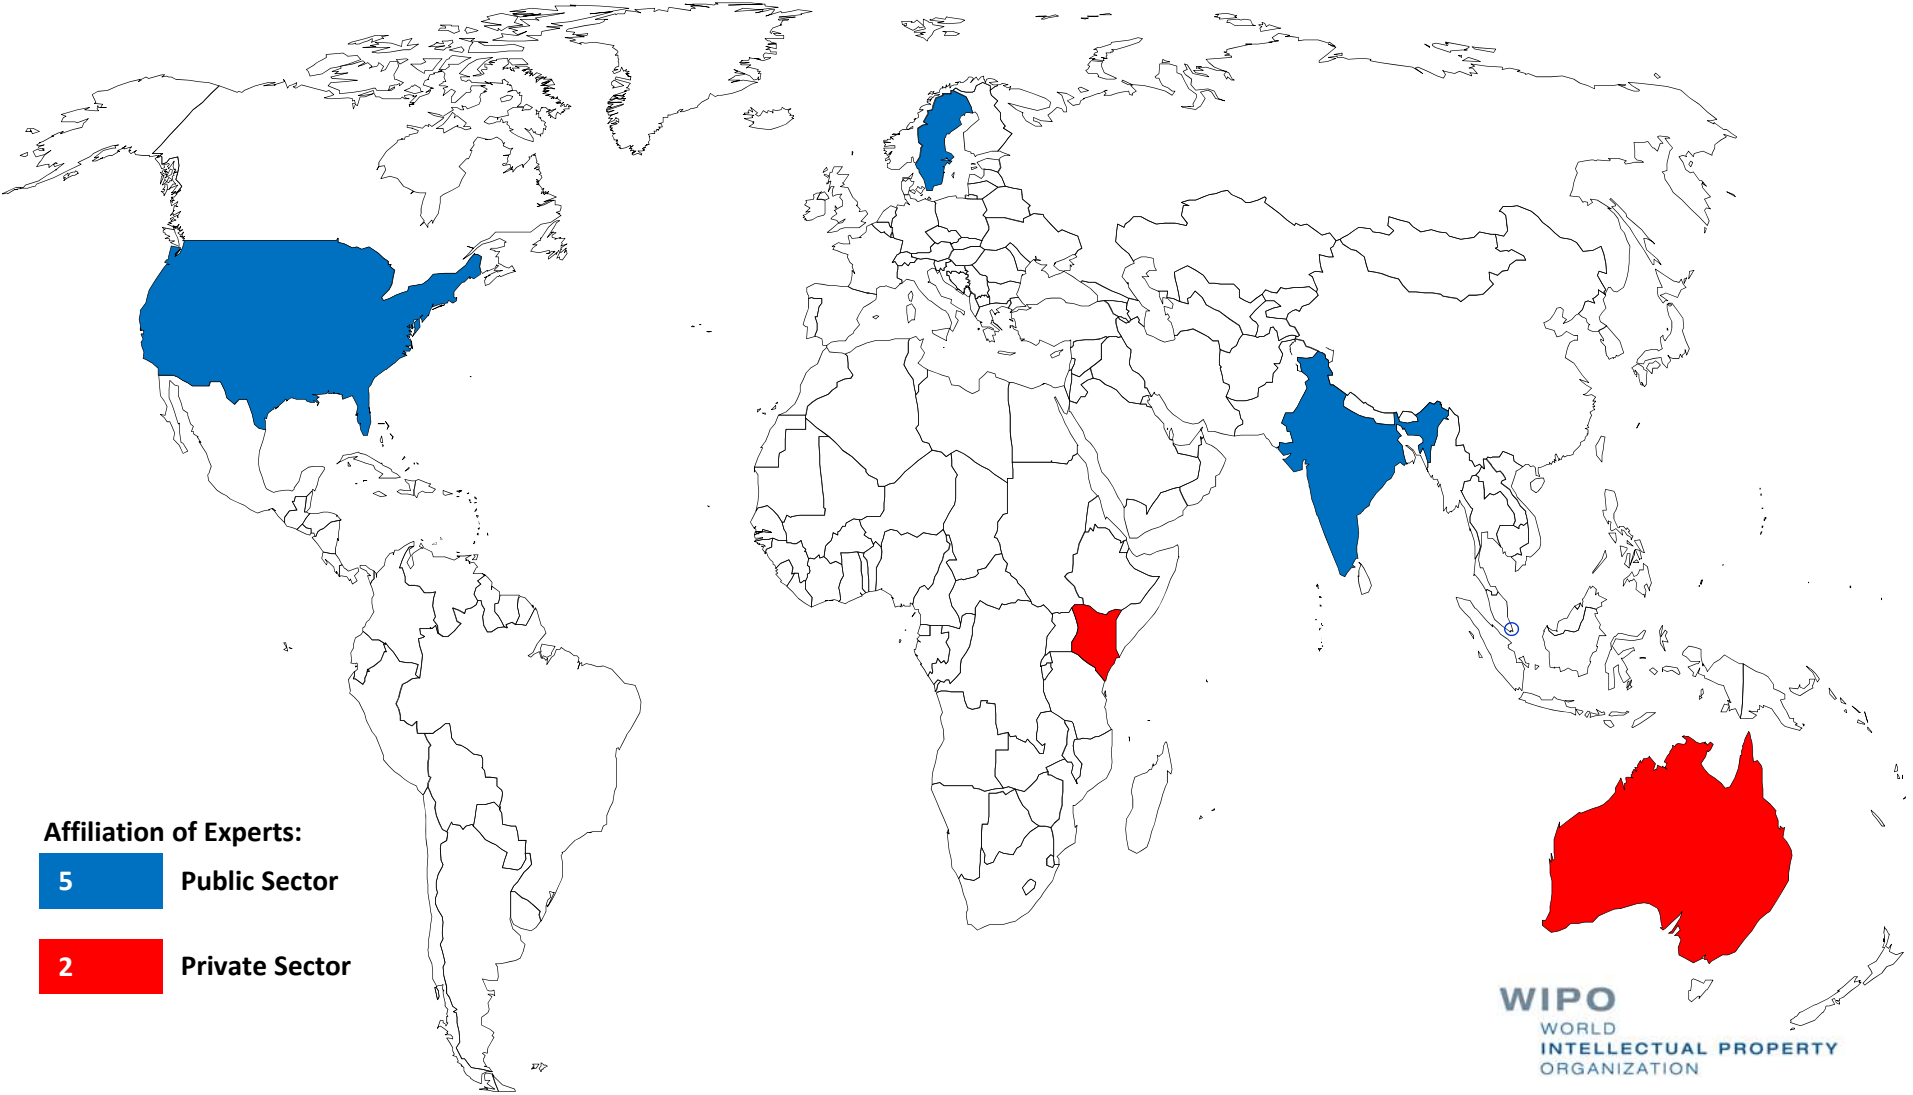 Affiliation of Experts:
5 Public Sector
2 Private Sector
WIPO
WORLD
INTELLECTUAL PROPERTY
ORGANIZATION